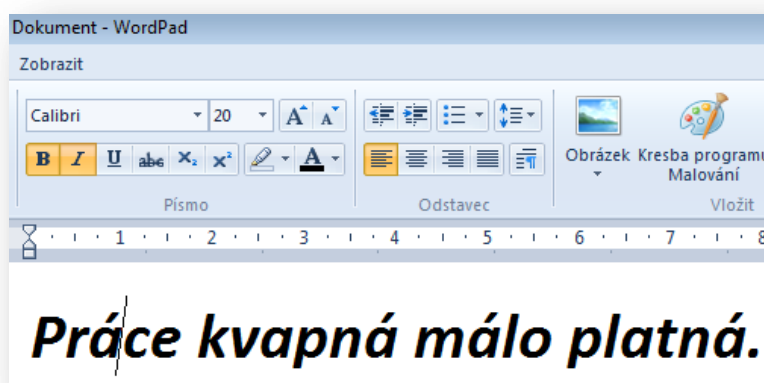 Dokument - WordPad
Zobrazit
Calibri 20 A A
B I U abc X₂ X² A
Obrázek Kresba programu Malování
Písmo Odstavec Vložit
1 2 3 4 5 6 7 8
Práce kvapná málo platná.